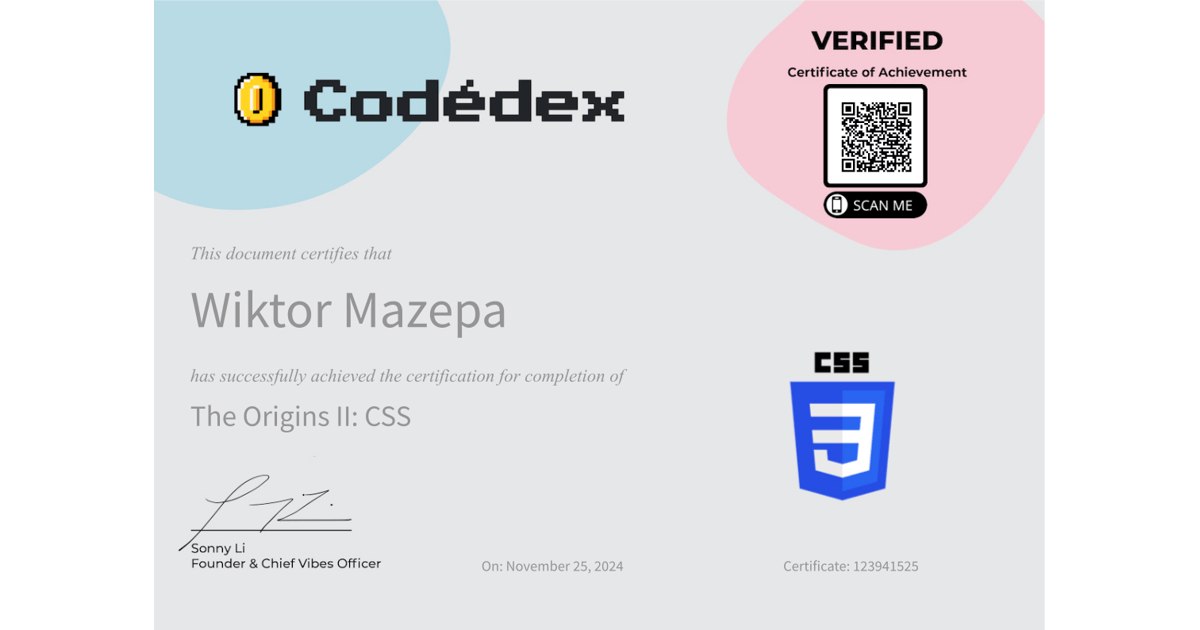 Codédex
VERIFIED
Certificate of Achievement
SCAN ME
This document certifies that
Wiktor Mazepa
has successfully achieved the certification for completion of
The Origins II: CSS
CSS
Sonny Li
Founder & Chief Vibes Officer
On: November 25, 2024
Certificate: 123941525